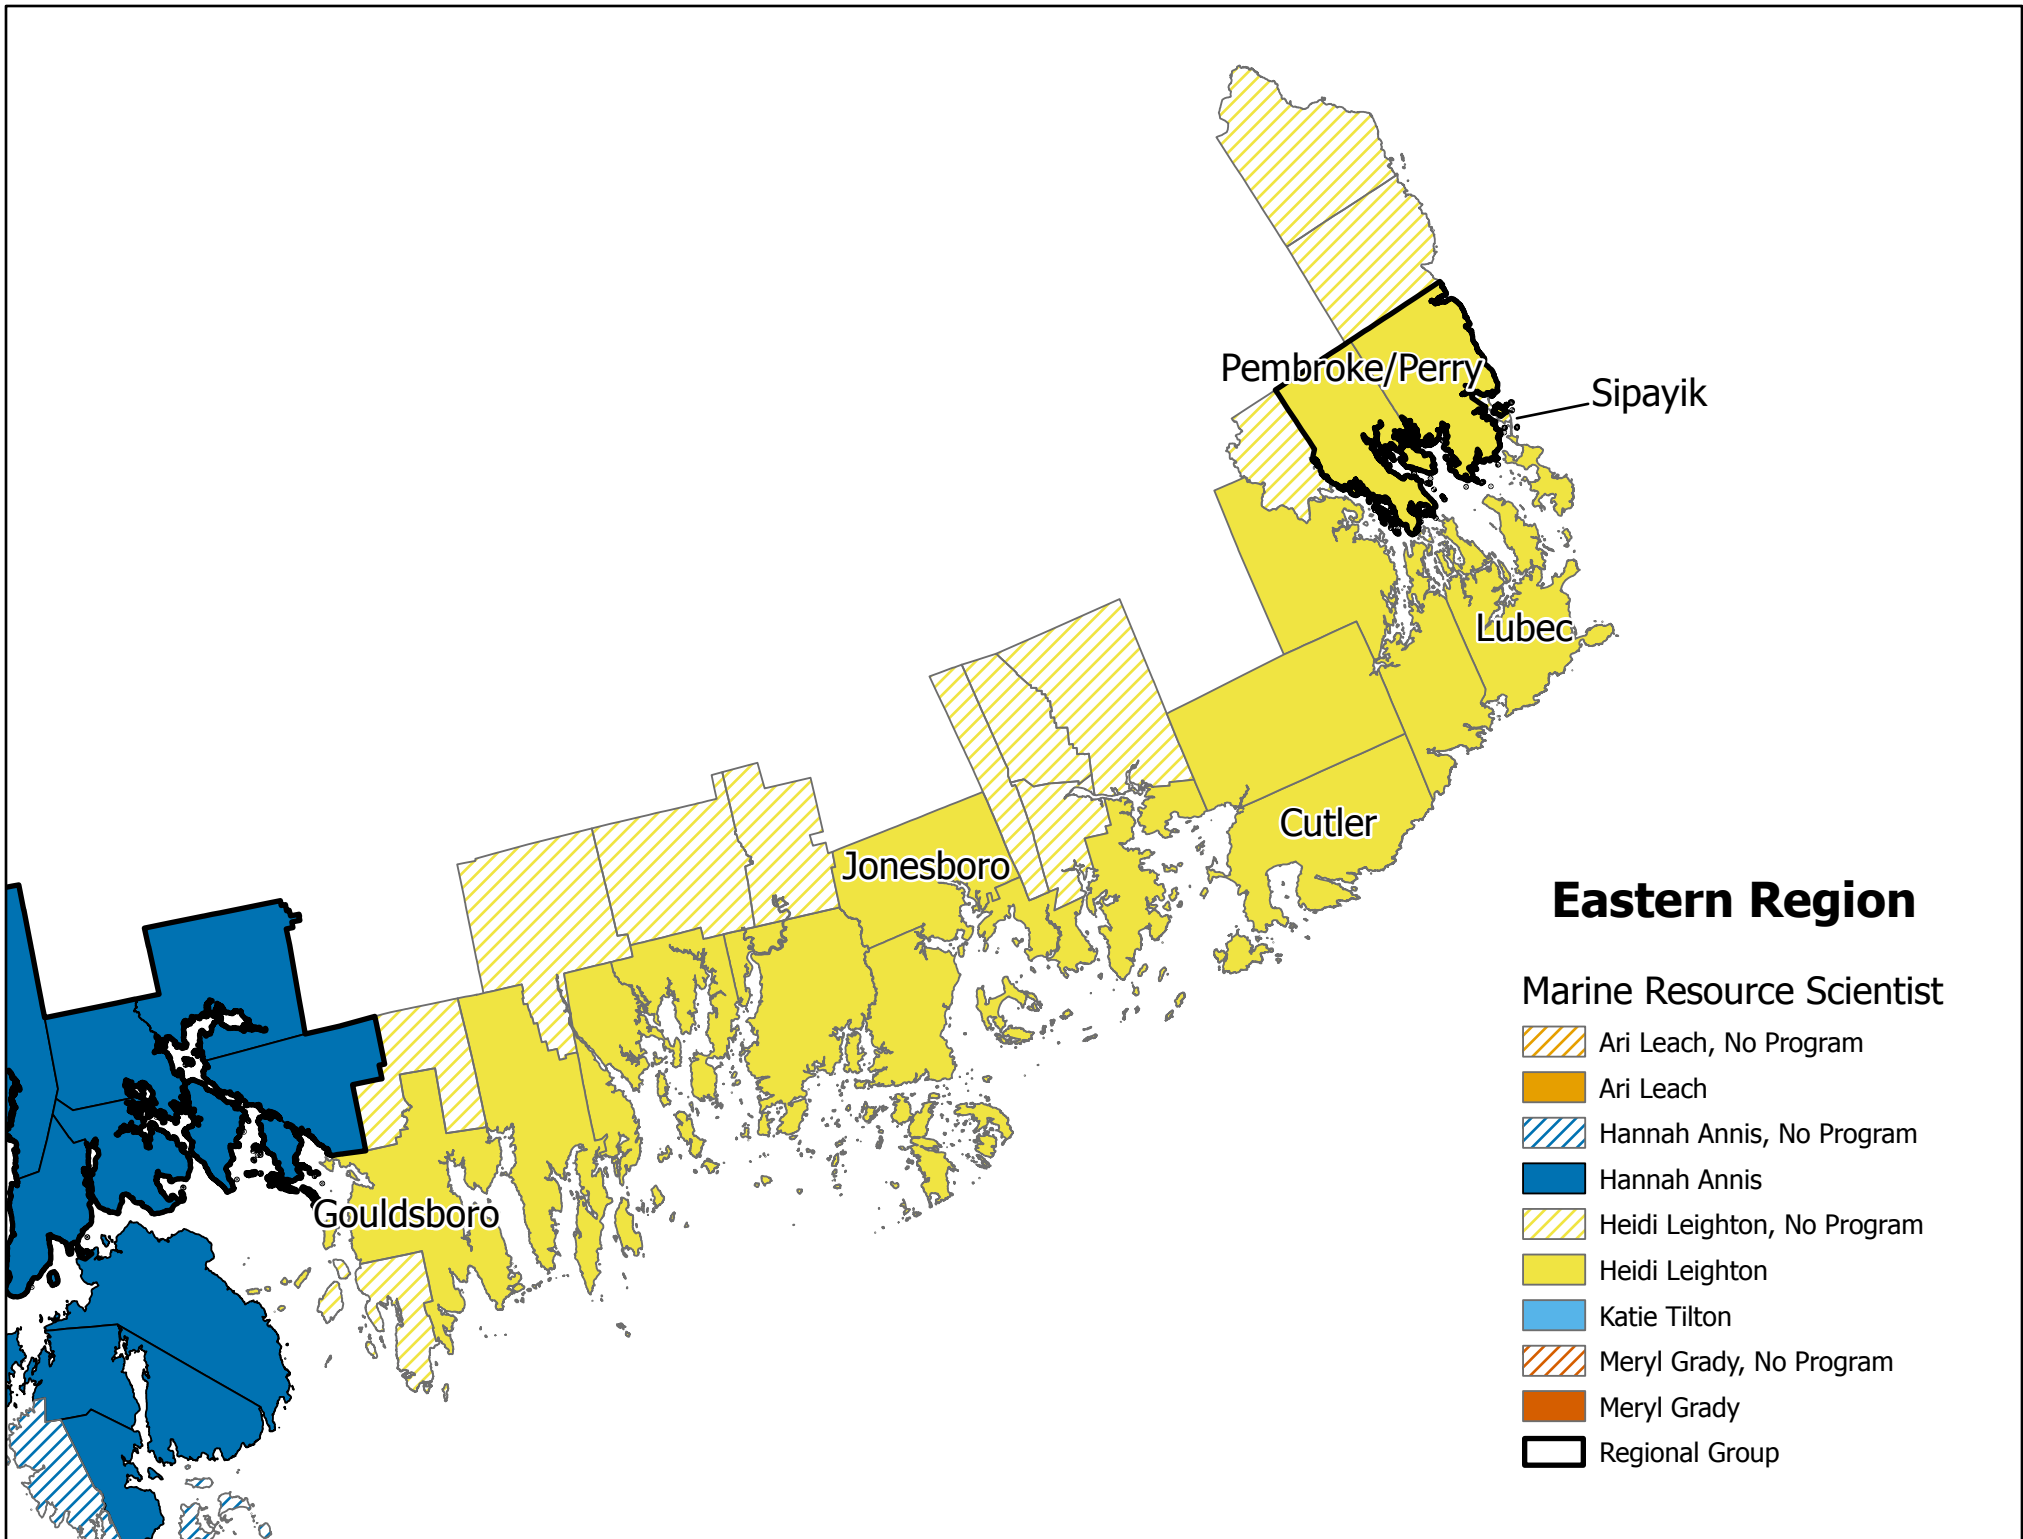 Pembroke/Perry
Sipayik
Lubec
Cutler
Jonesboro
Gouldsboro
Eastern Region
Marine Resource Scientist
Ari Leach, No Program
Ari Leach
Hannah Annis, No Program
Hannah Annis
Heidi Leighton, No Program
Heidi Leighton
Katie Tilton
Meryl Grady, No Program
Meryl Grady
Regional Group